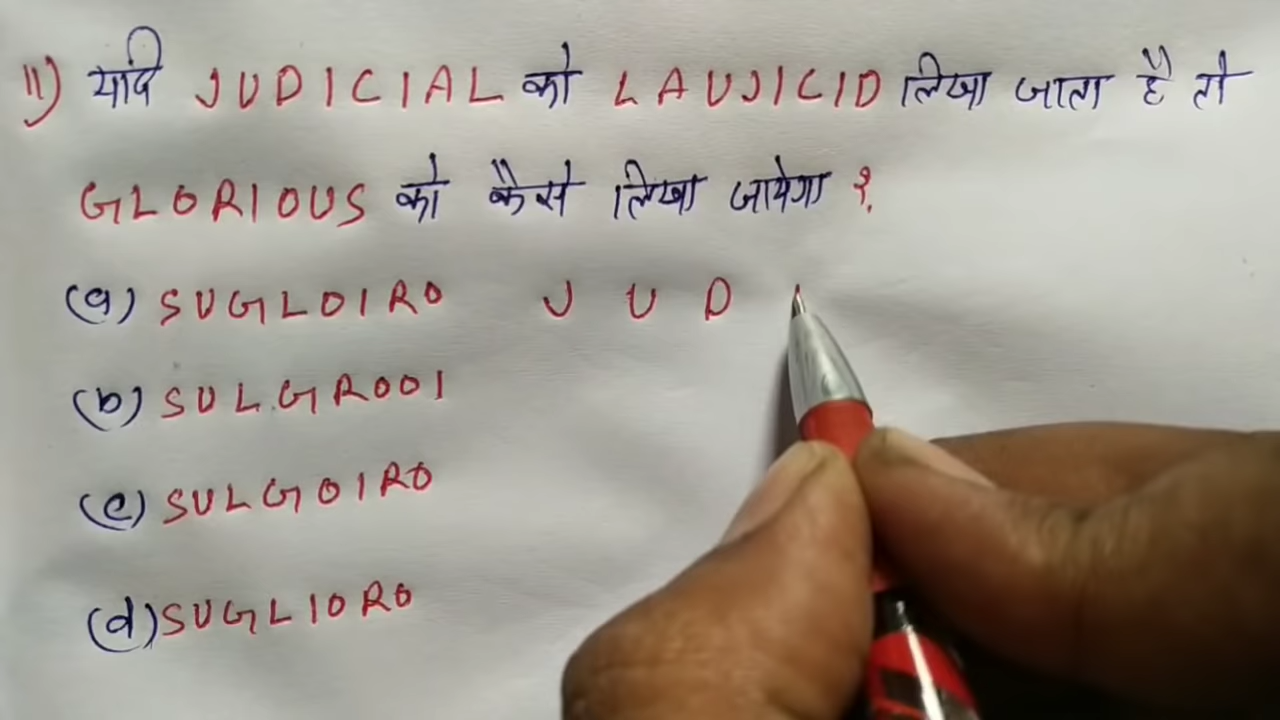 11) यदि JUDICIAL को LAUJICID लिखा जाता है तो
GLORIOUS को कैसे लिखा जायेगा ?
(a) SUGLOIRO J U D
(b) SULGROOI
(c) SULGOIRO
(d) SUGLIORO